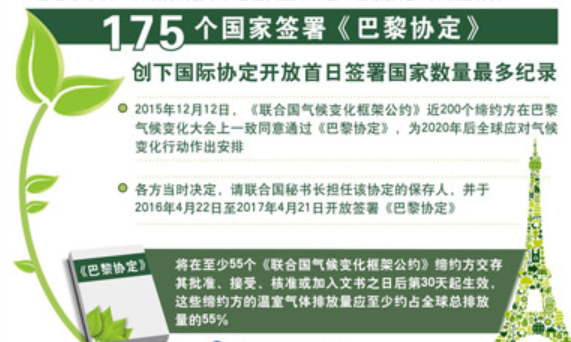 175个国家签署《巴黎协定》
创下国际协定开放首日签署国家数量最多纪录
2015年12月12日，《联合国气候变化框架公约》近200个缔约方在巴黎
气候变化大会上一致同意通过《巴黎协定》，为2020年后全球应对气候
变化行动作出安排
各方当时决定，请联合国秘书长担任该协定的保存人，并于
2016年4月22日至2017年4月21日开放签署《巴黎协定》
《巴黎协定》
将在至少55个《联合国气候变化框架公约》缔约方交存
其批准、接受、核准或加入文书之日后第30天起生效，
这些缔约方的温室气体排放量应至少约占全球总排放
量的55%